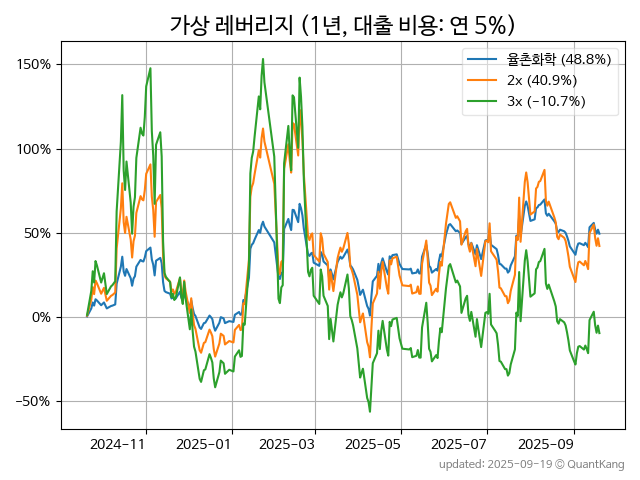 가상 레버리지 (1년, 대출 비용: 연 5%)
율촌화학 (48.8%)
2x (40.9%)
3x (−10.7%)
150%
100%
50%
0%
−50%
2024-11
2025-01
2025-03
2025-05
2025-07
2025-09
updated: 2025-09-19 © QuantKang